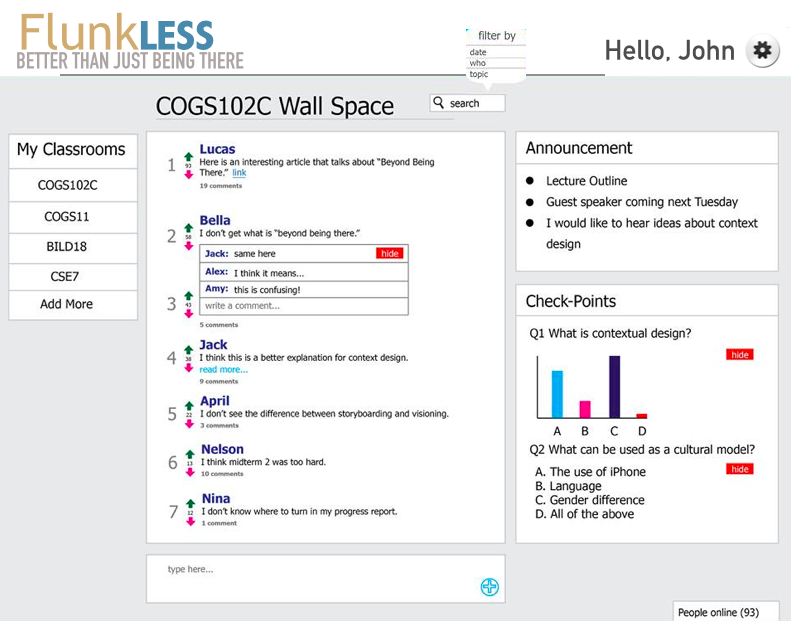 FlunkLESS
BETTER THAN JUST BEING THERE
filter by
date
who
topic
Hello, John
COGS102C Wall Space
search
My Classrooms
COGS102C
COGS11
BILD18
CSE7
Add More
1
93
Lucas
Here is an interesting article that talks about “Beyond Being
There.” link
19 comments
2
58
Bella
I don’t get what is “beyond being there.”
Jack: same here
hide
Alex: I think it means...
Amy: this is confusing!
write a comment...
3
43
5 comments
4
38
Jack
I think this is a better explanation for context design.
read more...
9 comments
5
22
April
I don’t see the difference between storyboarding and visioning.
3 comments
6
13
Nelson
I think midterm 2 was too hard.
10 comments
7
12
Nina
I don’t know where to turn in my progress report.
1 comment
type here...
Announcement
Lecture Outline
Guest speaker coming next Tuesday
I would like to hear ideas about context
design
Check-Points
Q1 What is contextual design?
hide
A B C D
Q2 What can be used as a cultural model?
hide
A. The use of iPhone
B. Language
C. Gender difference
D. All of the above
People online (93)